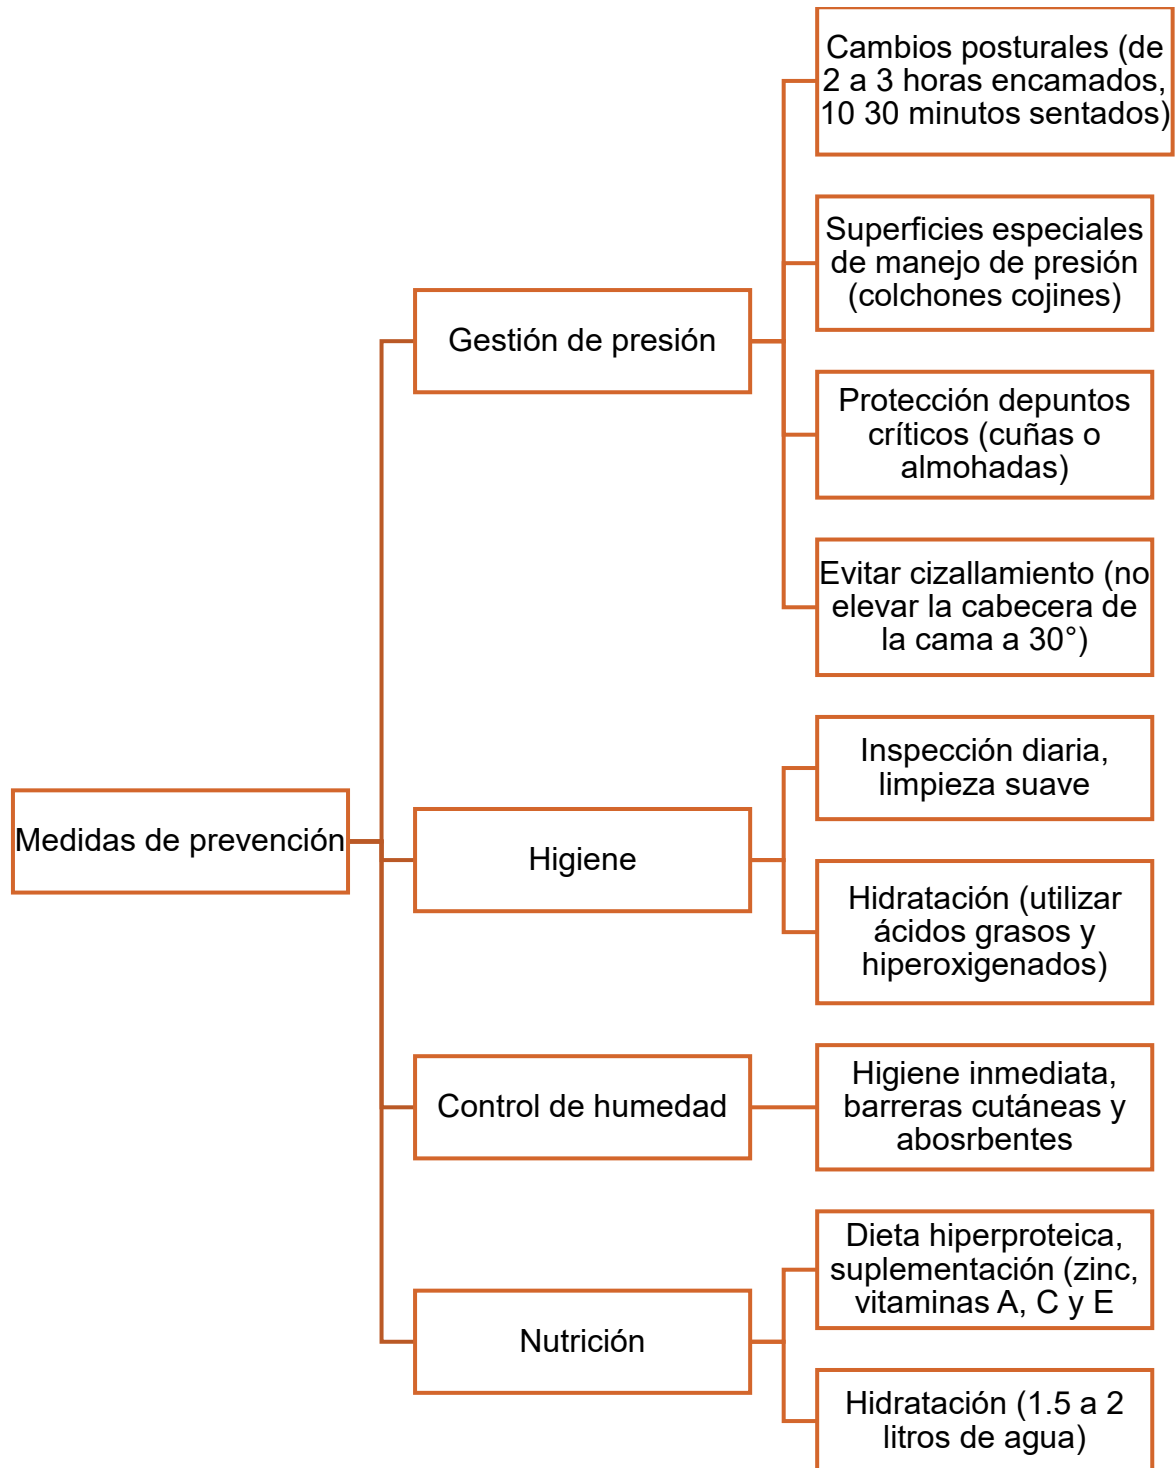 Medidas de prevención
Gestión de presión
Cambios posturales (de
2 a 3 horas encamados,
10 30 minutos sentados)
Superficies especiales
de manejo de presión
(colchones cojines)
Protección depuntos
críticos (cuñas o
almohadas)
Evitar cizallamiento (no
elevar la cabecera de
la cama a 30°)
Higiene
Inspección diaria,
limpieza suave
Hidratación (utilizar
ácidos grasos y
hiperoxigenados)
Control de humedad
Higiene inmediata,
barreras cutáneas y
abosrbentes
Nutrición
Dieta hiperproteica,
suplementación (zinc,
vitaminas A, C y E
Hidratación (1.5 a 2
litros de agua)